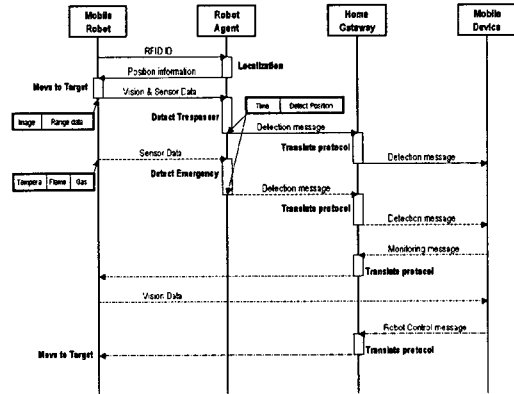 Mobile Robot
Robot Agent
Home Gateway
Mobile Device
RFID ID
Localization
Position information
Move to Target
Vision & Sensor Data
Time Detect Position
Image Range data
Detect Trespasser
Detection message
Translate protocol
Sensor Data
Detection message
Detect Emergency
Tempera Flame Gas
Detection message
Translate protocol
Detection message
Monitoring message
Translate protocol
Vision Data
Robot Control message
Translate protocol
Move to Target